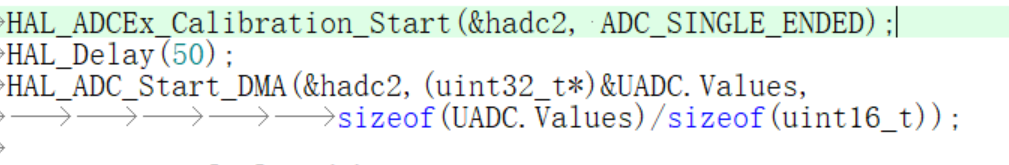 HAL_ADCEx_Calibration_Start(&hadc2, ADC_SINGLE_ENDED);
HAL_Delay(50);
HAL_ADC_Start_DMA(&hadc2, (uint32_t*)&UADC.Values,
sizeof(UADC.Values)/sizeof(uint16_t));